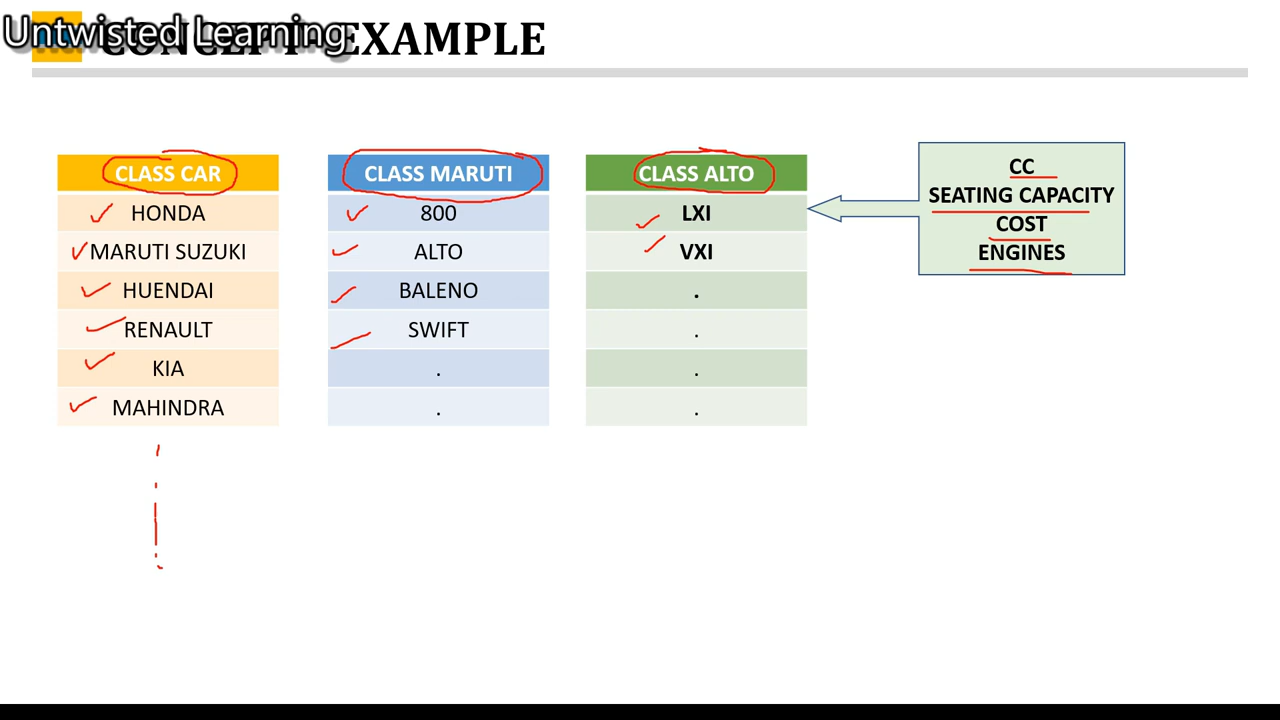 Untwisted Learning
CONCEPT- EXAMPLE
CLASS CAR
HONDA
MARUTI SUZUKI
HUENDAI
RENAULT
KIA
MAHINDRA
CLASS MARUTI
800
ALTO
BALENO
SWIFT
.
.
CLASS ALTO
LXI
VXI
.
.
.
.
CC
SEATING CAPACITY
COST
ENGINES